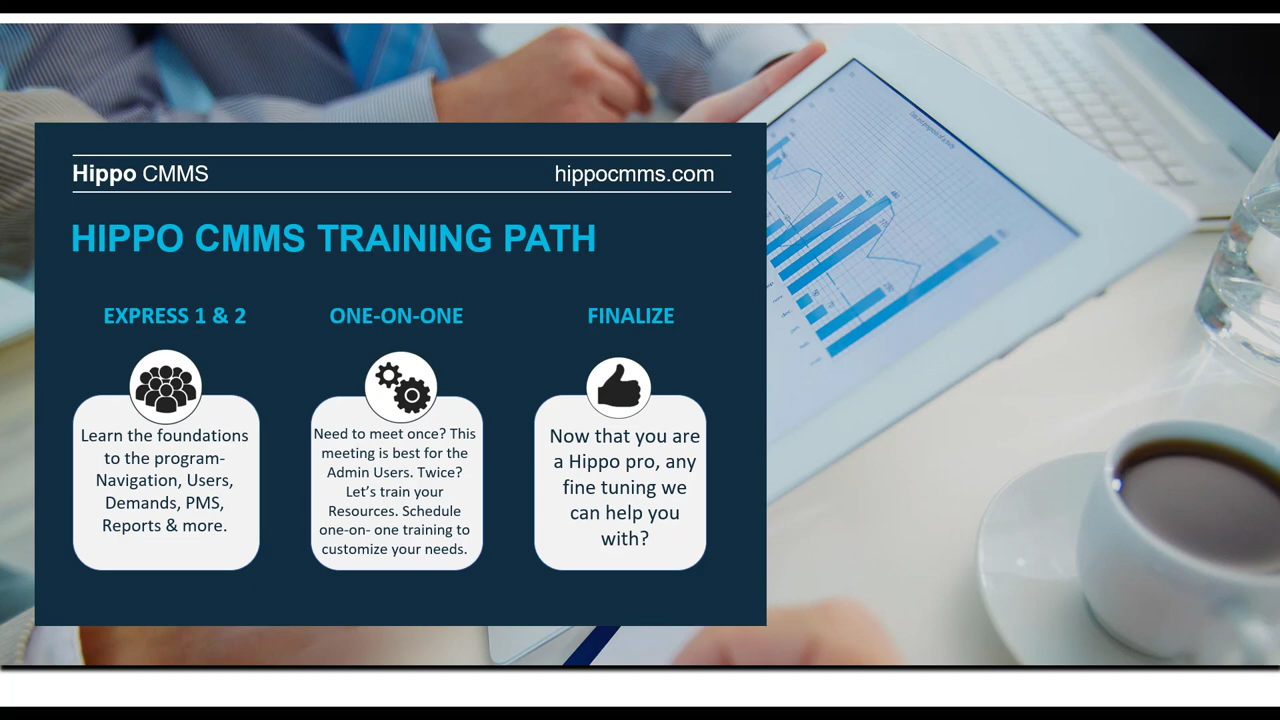 Hippo CMMS
hippocmms.com
HIPPO CMMS TRAINING PATH
EXPRESS 1 & 2
Learn the foundations
to the program-
Navigation, Users,
Demands, PMS,
Reports & more.
ONE-ON-ONE
Need to meet once? This
meeting is best for the
Admin Users. Twice?
Let's train your
Resources. Schedule
one-on- one training to
customize your needs.
FINALIZE
Now that you are
a Hippo pro, any
fine tuning we
can help you
with?